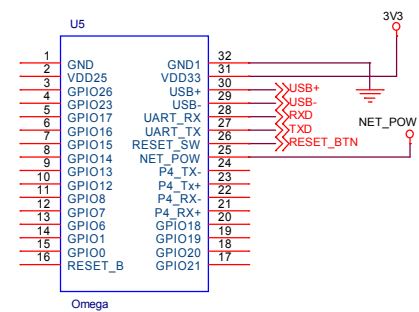 U5
3V3
1 GND GND1 32
2 VDD25 VDD33 31
3 GPIO26 USB+ 30 USB+
4 GPIO23 USB- 29 USB-
5 GPIO17 UART_RX 28 RXD
6 GPIO16 UART_TX 27 TXD
7 GPIO15 RESET_SW 26 RESET_BTN
8 GPIO14 NET_POW 25 NET_POW
9 GPIO13 P4_TX- 24
10 GPIO12 P4_Tx+ 23
11 GPIO8 P4_RX- 22
12 GPIO7 P4_RX+ 21
13 GPIO6 GPIO18 20
14 GPIO1 GPIO19 19
15 GPIO0 GPIO20 18
16 RESET_B GPIO21 17
Omega